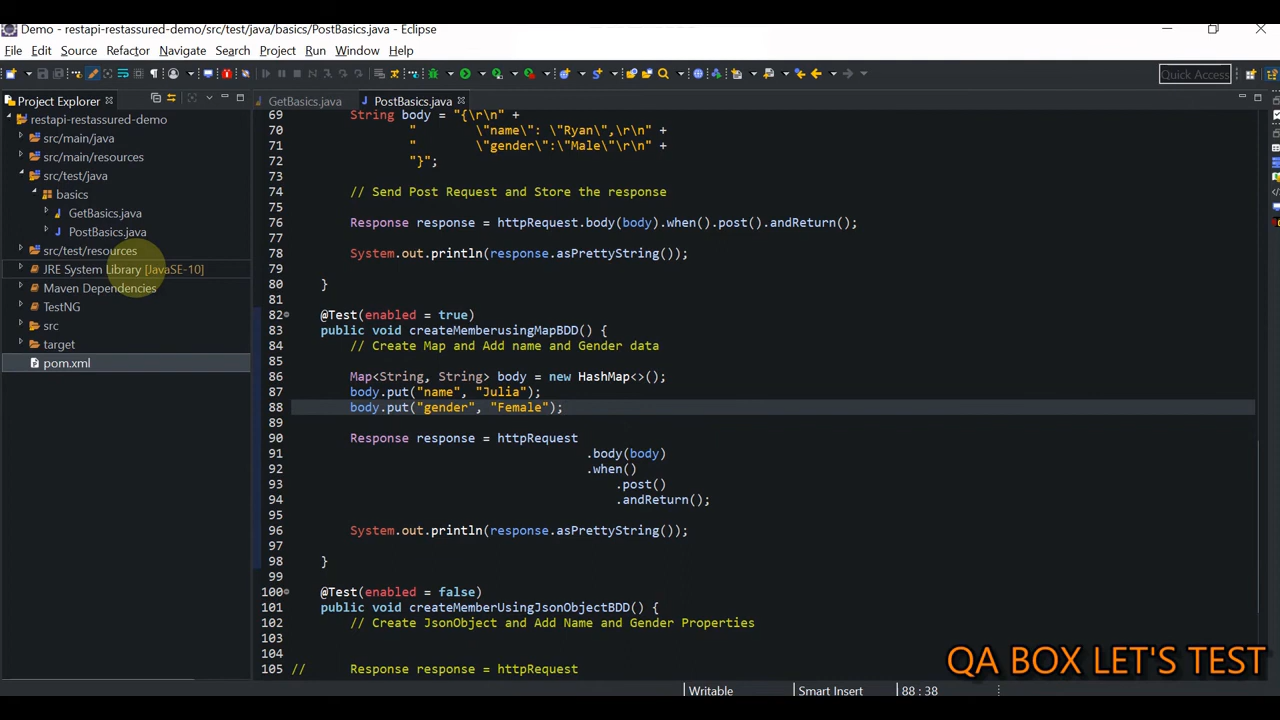 Demo - restapi-restassured-demo/src/test/java/basics/PostBasics.java - Eclipse
File Edit Source Refactor Navigate Search Project Run Window Help
Quick Access
Project Explorer
GetBasics.java
PostBasics.java
restapi-restassured-demo
src/main/java
src/main/resources
src/test/java
basics
GetBasics.java
PostBasics.java
src/test/resources
JRE System Library [JavaSE-10]
Maven Dependencies
TestNG
src
target
pom.xml
69 String body = "{\r\n" +
70 " \"name\": \"Ryan\",\r\n" +
71 " \"gender\":\"Male\"\r\n" +
72 "}";
73
74 // Send Post Request and Store the response
75
76 Response response = httpRequest.body(body).when().post().andReturn();
77
78 System.out.println(response.asPrettyString());
79
80 }
81
82 @Test(enabled = true)
83 public void createMemberusingMapBDD() {
84 // Create Map and Add name and Gender data
85
86 Map<String, String> body = new HashMap<>();
87 body.put("name", "Julia");
88 body.put("gender", "Female");
89
90 Response response = httpRequest
91 .body(body)
92 .when()
93 .post()
94 .andReturn();
95
96 System.out.println(response.asPrettyString());
97
98 }
99
100 @Test(enabled = false)
101 public void createMemberUsingJsonObjectBDD() {
102 // Create JsonObject and Add Name and Gender Properties
103
104
105 // Response response = httpRequest
QA BOX LET'S TEST
Writable Smart Insert 88 : 38